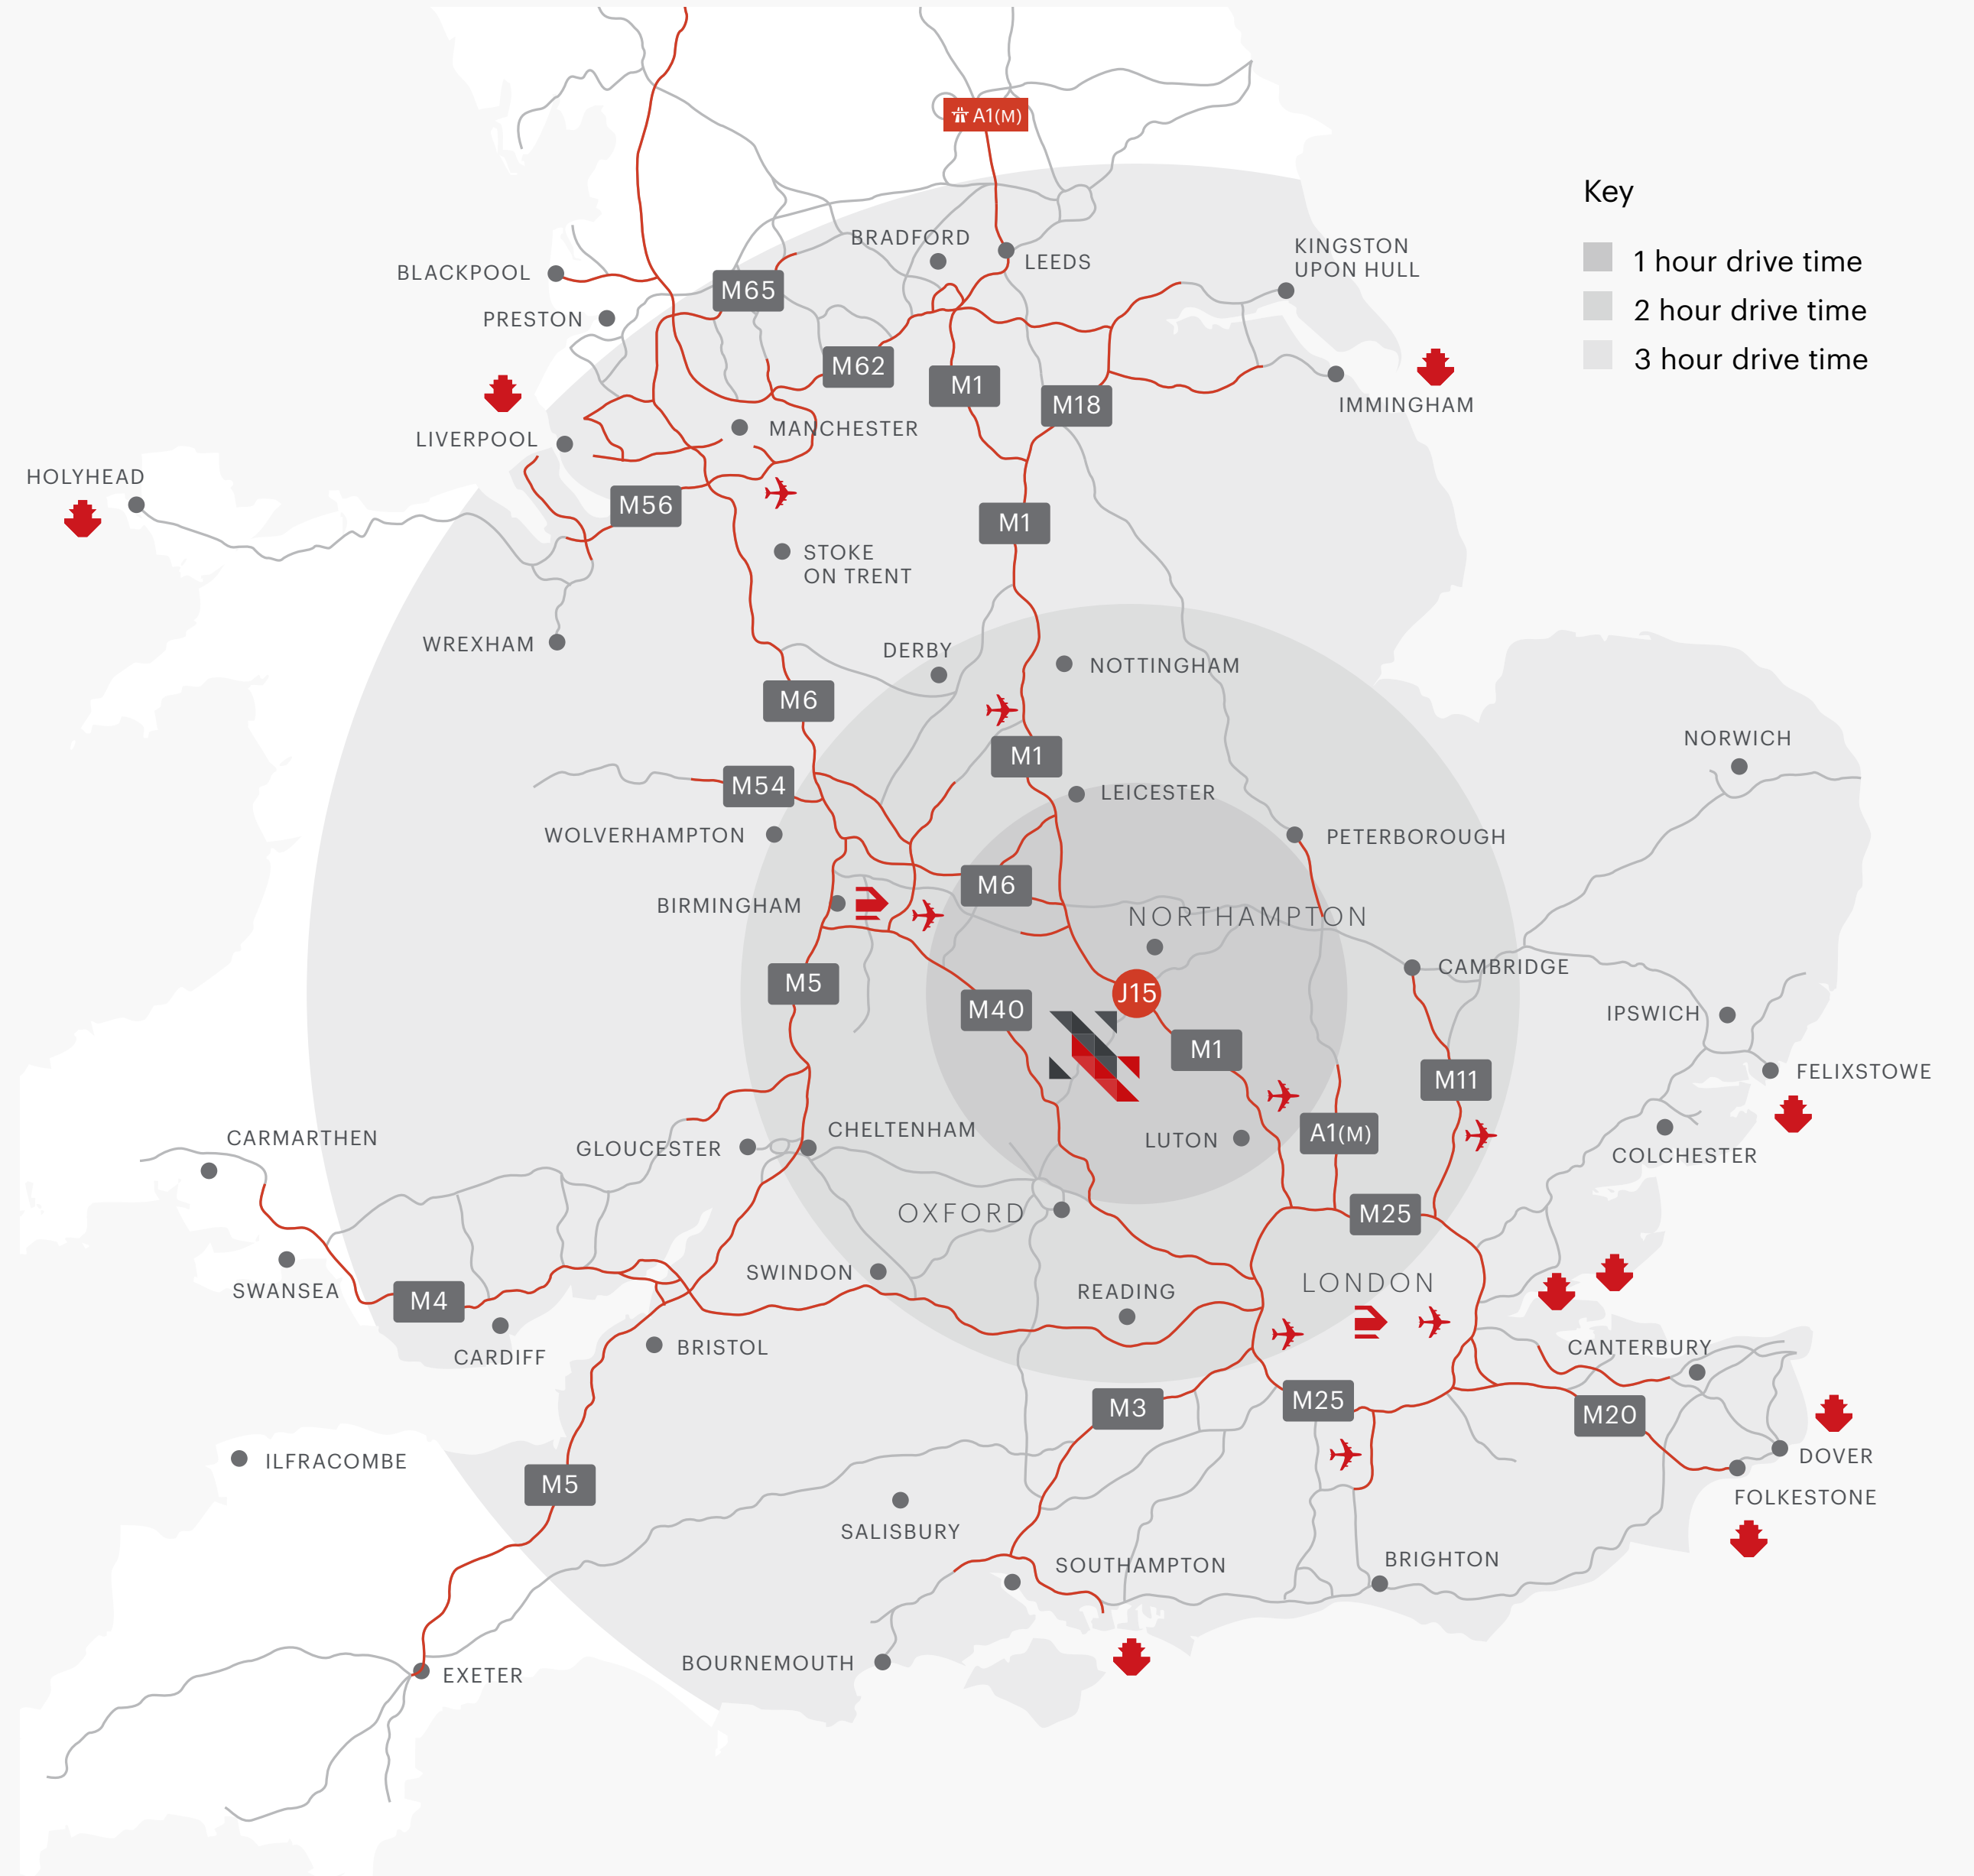 A1(M)
Key
1 hour drive time
2 hour drive time
3 hour drive time
BRADFORD
LEEDS
KINGSTON
UPON HULL
BLACKPOOL
M65
PRESTON
M62
M1
M18
IMMINGHAM
LIVERPOOL
MANCHESTER
HOLYHEAD
M56
M1
STOKE
ON TRENT
WREXHAM
DERBY
NOTTINGHAM
M6
NORWICH
M1
M54
LEICESTER
WOLVERHAMPTON
PETERBOROUGH
M6
BIRMINGHAM
NORTHAMPTON
CAMBRIDGE
M5
J15
M40
IPSWICH
M1
M11
FELIXSTOWE
CARMARTHEN
CHELTENHAM
A1(M)
LUTON
GLOUCESTER
COLCHESTER
OXFORD
M25
SWINDON
LONDON
SWANSEA
READING
M4
CANTERBURY
BRISTOL
CARDIFF
M25
M3
M20
DOVER
ILFRACOMBE
M5
FOLKESTONE
SALISBURY
BRIGHTON
SOUTHAMPTON
BOURNEMOUTH
EXETER